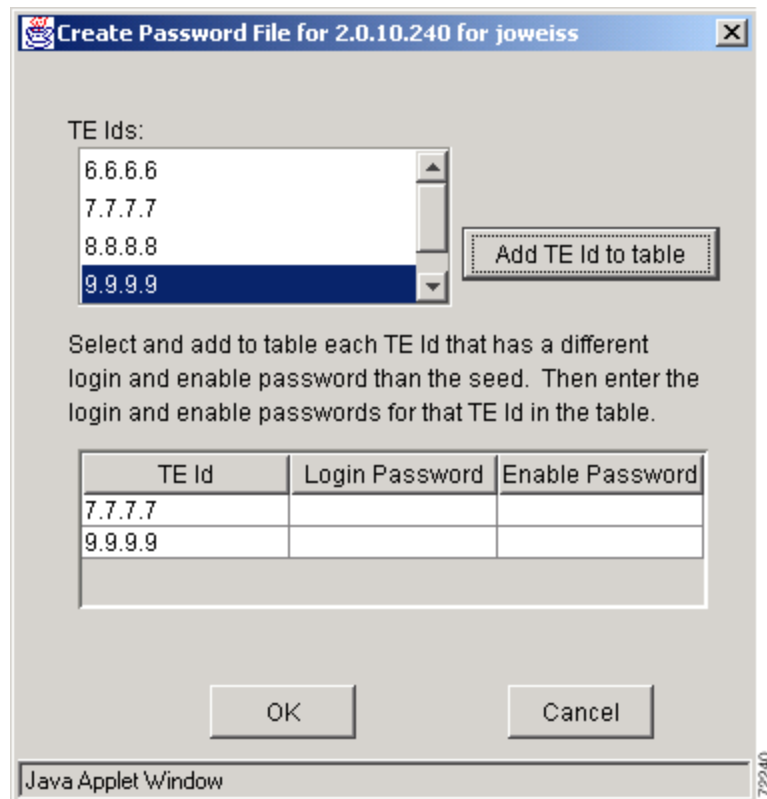 Create Password File for 2.0.10.240 for joweiss
TE Ids:
6.6.6.6
7.7.7.7
8.8.8.8
9.9.9.9
Add TE Id to table
Select and add to table each TE Id that has a different
login and enable password than the seed. Then enter the
login and enable passwords for that TE Id in the table.
TE Id Login Password Enable Password
7.7.7.7
9.9.9.9
OK Cancel
Java Applet Window
72240